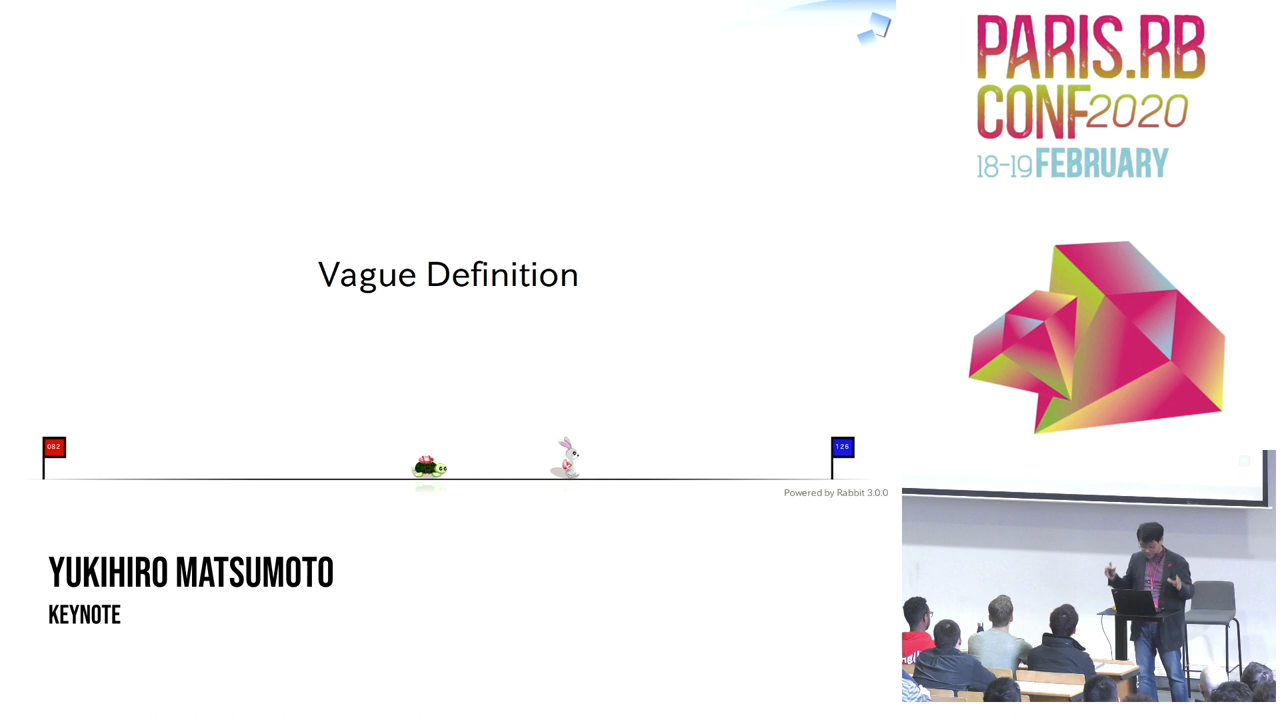 Vague Definition
082
126
Powered by Rabbit 3.0.0
YUKIHIRO MATSUMOTO
KEYNOTE
PARIS.RB
CONF2020
18-19 FEBRUARY